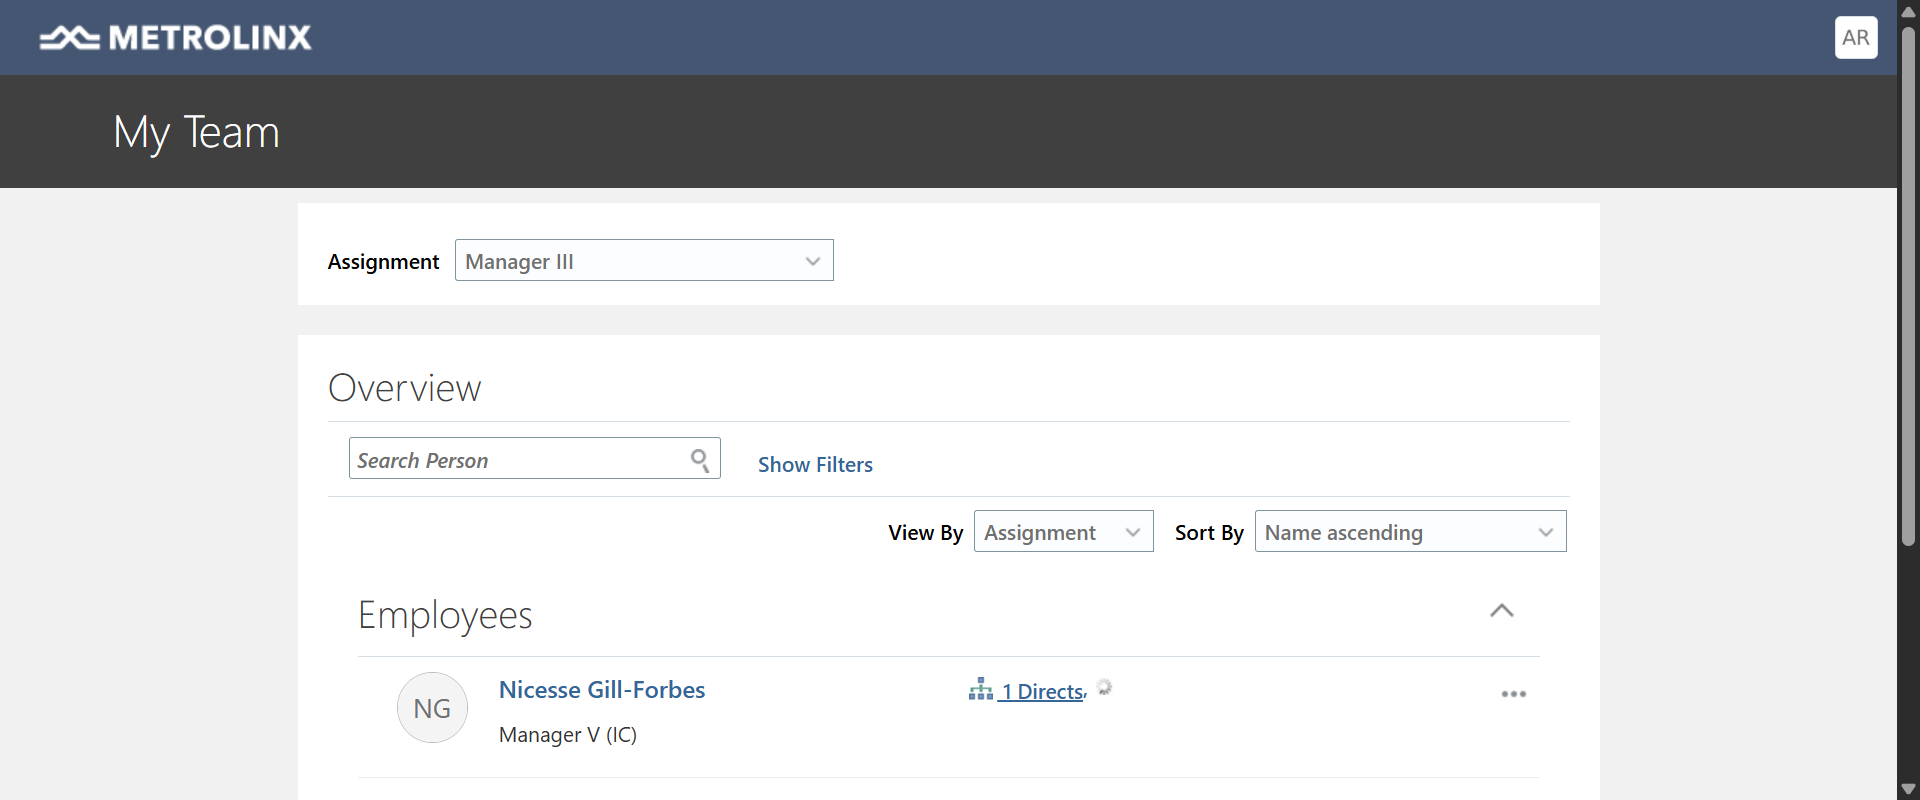 METROLINX
AR
My Team
Assignment Manager III
Overview
Search Person Show Filters
View By Assignment Sort By Name ascending
Employees
NG Nicesse Gill-Forbes 1 Directs,
Manager V (IC)